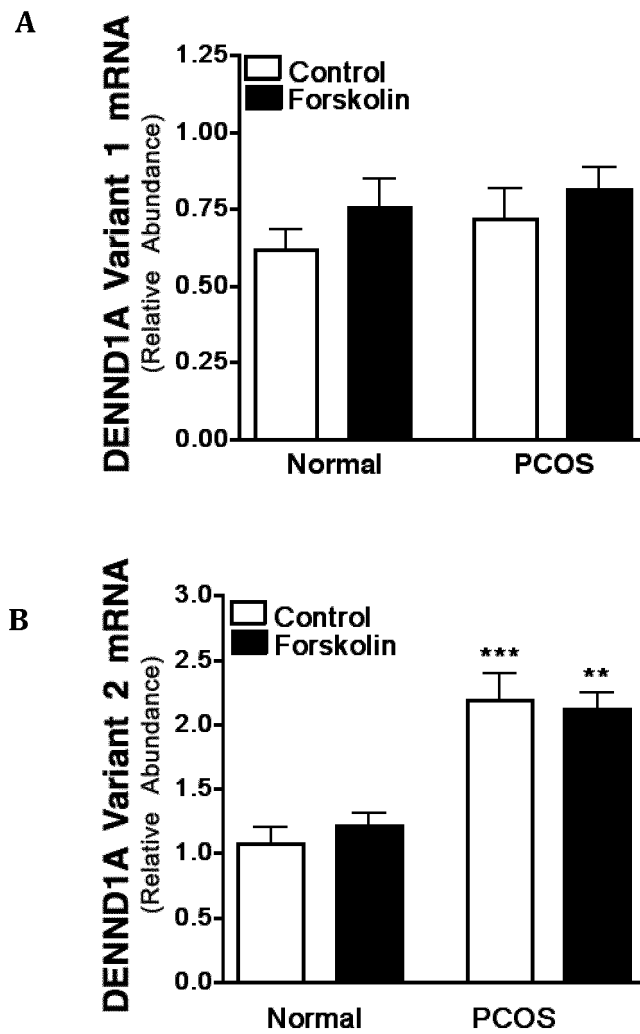 A
DENND1A Variant 1 mRNA
(Relative Abundance)
1.25
1.00
0.75
0.50
0.25
0.00
Control
Forskolin
Normal
PCOS
B
DENND1A Variant 2 mRNA
(Relative Abundance)
3.0
2.5
2.0
1.5
1.0
0.5
0.0
Control
Forskolin
***
**
Normal
PCOS